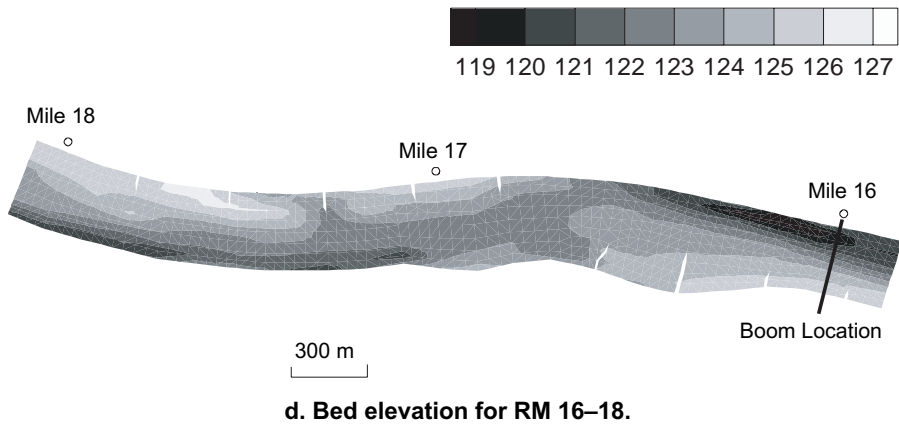 119 120 121 122 123 124 125 126 127
Mile 18
Mile 17
Mile 16
Boom Location
300 m
d. Bed elevation for RM 16–18.